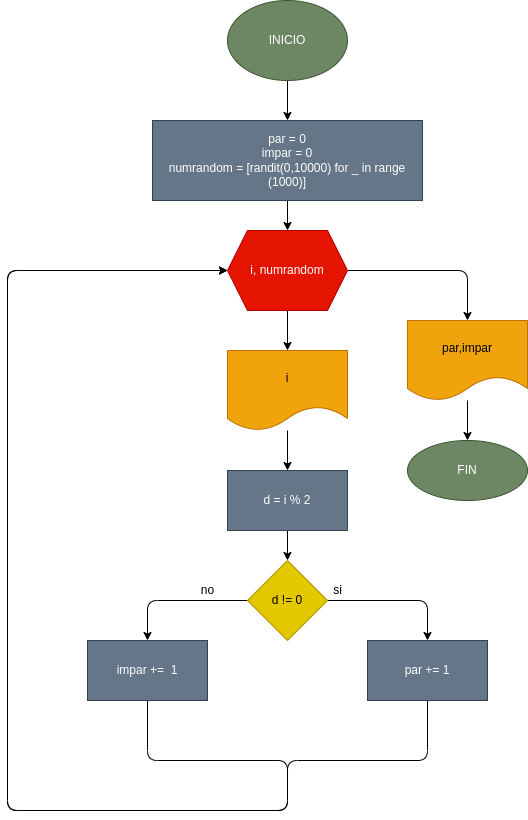 INICIO
par = 0
impar = 0
numrandom = [randit(0,10000) for _ in range
(1000)]
i, numrandom
par,impar
i
FIN
d = i % 2
no
si
d != 0
impar +=  1
par += 1